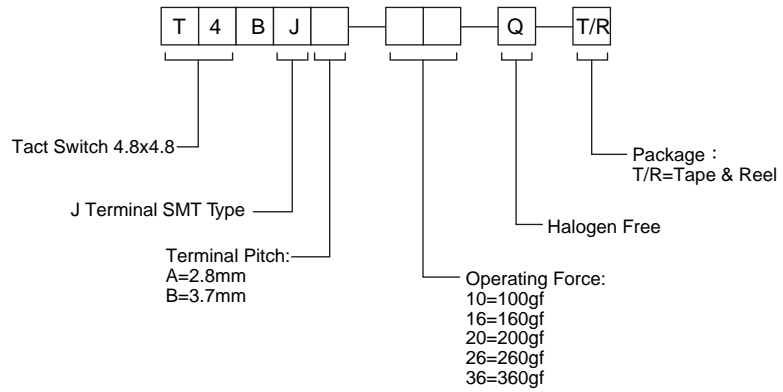 T 4 B J Q T/R
Tact Switch 4.8x4.8
Package：
T/R=Tape & Reel
J Terminal SMT Type
Halogen Free
Terminal Pitch:
A=2.8mm
B=3.7mm
Operating Force:
10=100gf
16=160gf
20=200gf
26=260gf
36=360gf